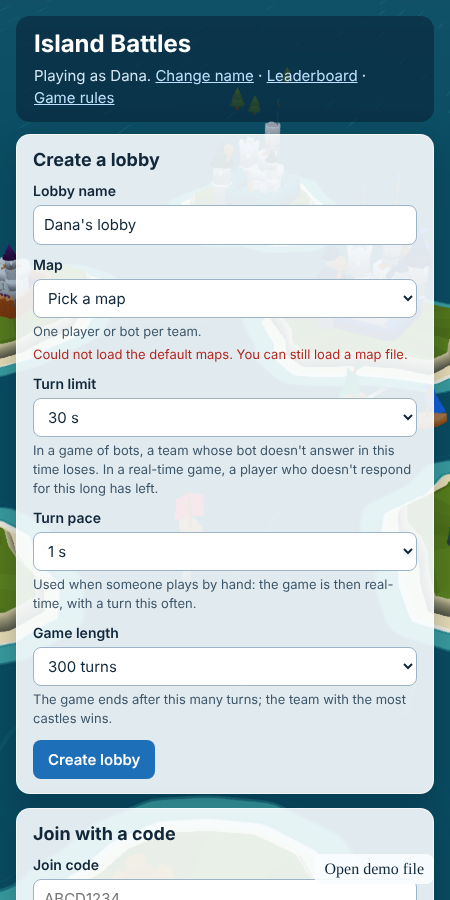 Island Battles
Playing as Dana. Change name · Leaderboard ·
Game rules
Create a lobby
Lobby name
Dana's lobby
Map
Pick a map
One player or bot per team.
Could not load the default maps. You can still load a map file.
Turn limit
30 s
In a game of bots, a team whose bot doesn't answer in this
time loses. In a real-time game, a player who doesn't respond
for this long has left.
Turn pace
1 s
Used when someone plays by hand: the game is then real-
time, with a turn this often.
Game length
300 turns
The game ends after this many turns; the team with the most
castles wins.
Create lobby
Join with a code
Join code
Open demo file
ABCD1234